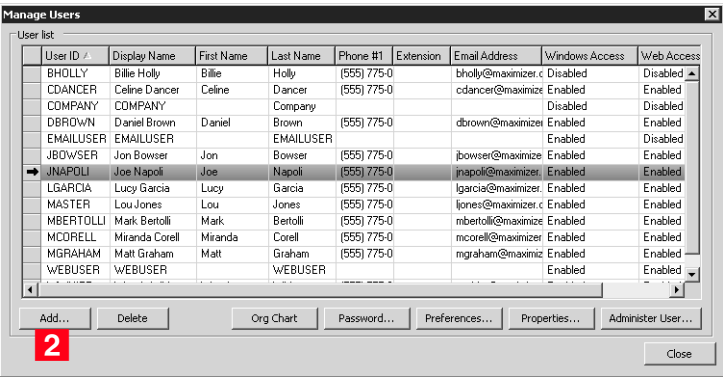 Manage Users
User list
User ID Display Name First Name Last Name Phone #1 Extension Email Address Windows Access Web Access
BHOLLY Billie Holly Billie Holly (555) 775-0 bholly@maximizer.c Disabled Disabled
CDANCER Celine Dancer Celine Dancer (555) 775-0 cdancer@maximize Enabled Enabled
COMPANY COMPANY Company Disabled Disabled
DBROWN Daniel Brown Daniel Brown (555) 775-0 dbrown@maximize Enabled Enabled
EMAILUSER EMAILUSER EMAILUSER Enabled Disabled
JBOWSER Jon Bowser Jon Bowser (555) 775-0 jbowser@maximize Enabled Enabled
JNAPOLI Joe Napoli Joe Napoli (555) 775-0 jnapoli@maximizer. Enabled Enabled
LGARCIA Lucy Garcia Lucy Garcia (555) 775-0 lgarcia@maximizer. Enabled Enabled
MASTER Lou Jones Lou Jones (555) 775-0 ljones@maximizer.c Enabled Enabled
MBERTOLLI Mark Bertolli Mark Bertolli (555) 775-0 mbertolli@maximize Enabled Enabled
MCORELL Miranda Corell Miranda Corell (555) 775-0 mcorell@maximizer Enabled Enabled
MGRAHAM Matt Graham Matt Graham (555) 775-0 mgraham@maximiz Enabled Enabled
WEBUSER WEBUSER WEBUSER Enabled Enabled
Add... Delete Org Chart Password... Preferences... Properties... Administer User...
2
Close